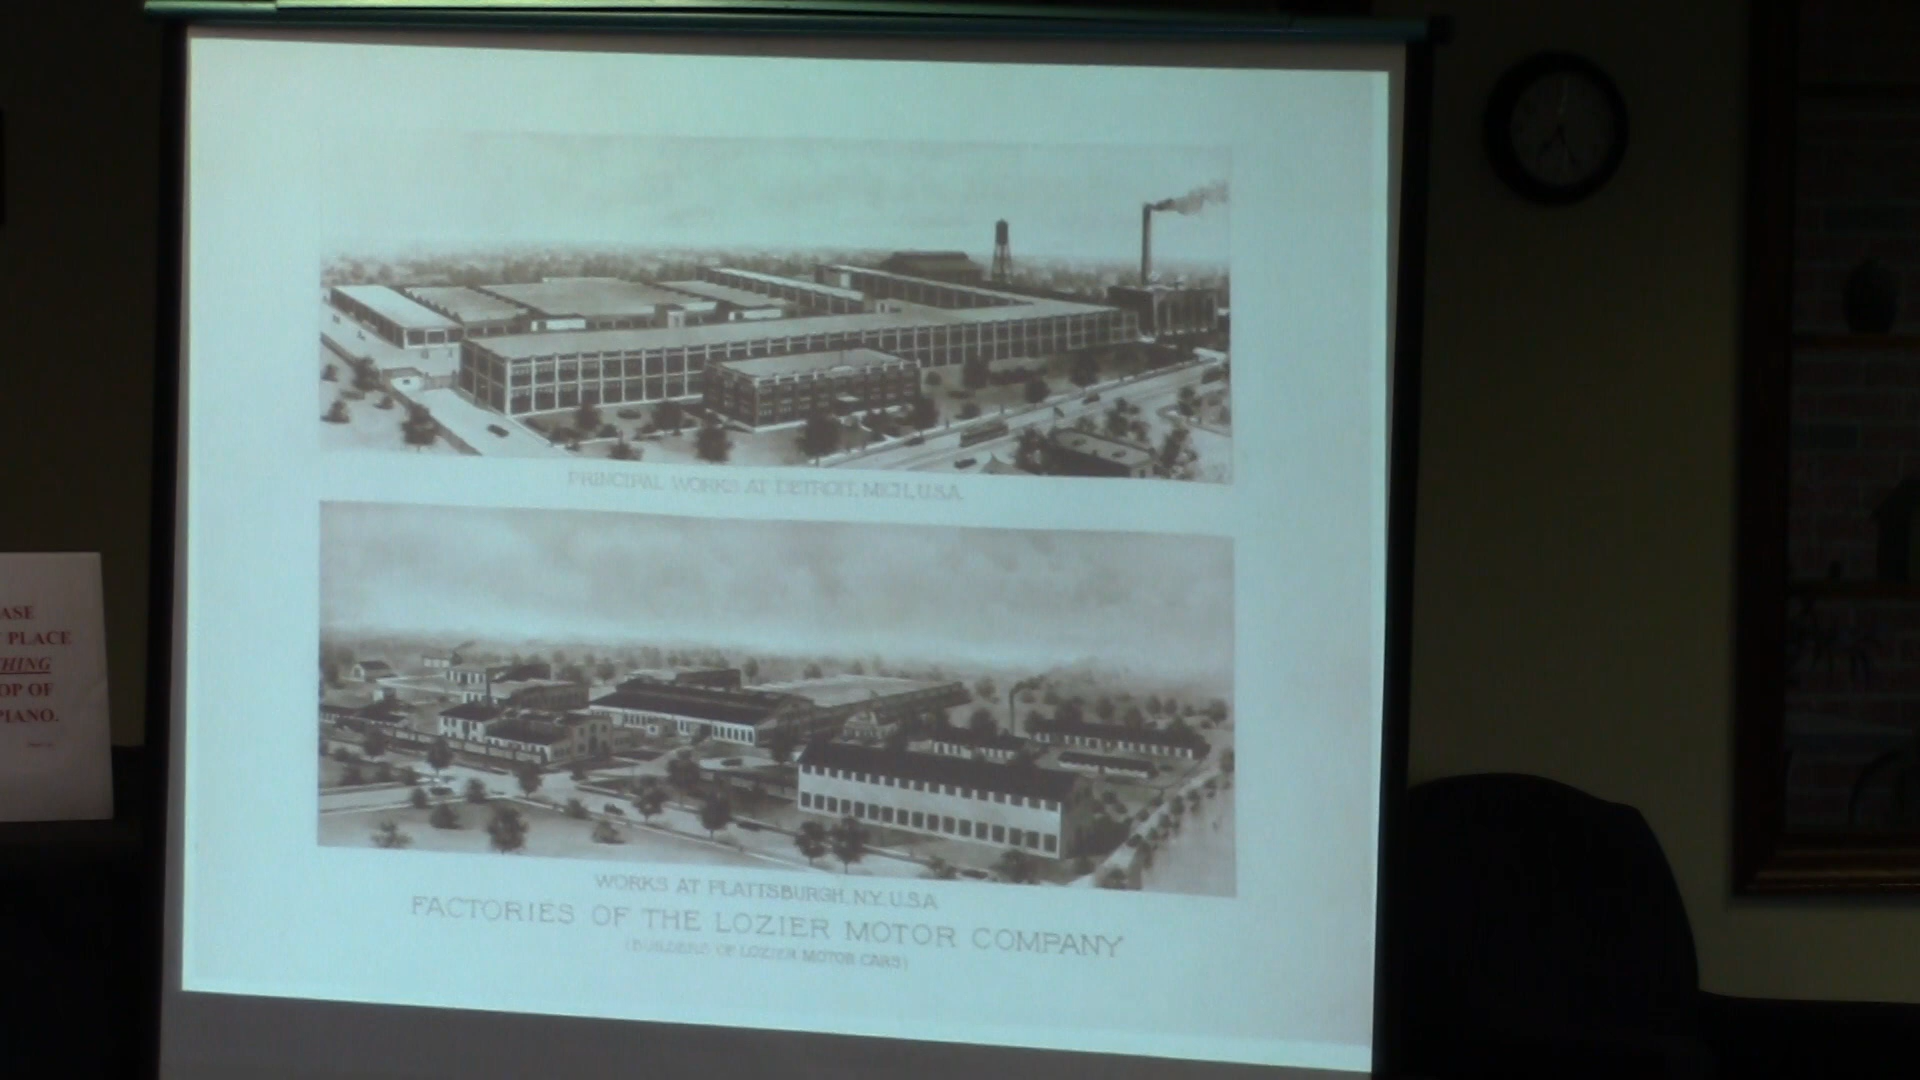 ASE
PLACE
HING
OP OF
PIANO.
PRINCIPAL WORKS AT DETROIT, MICH., U.S.A.
WORKS AT PLATTSBURGH, N.Y. U.S.A
FACTORIES OF THE LOZIER MOTOR COMPANY
(BUILDERS OF LOZIER MOTOR CARS)